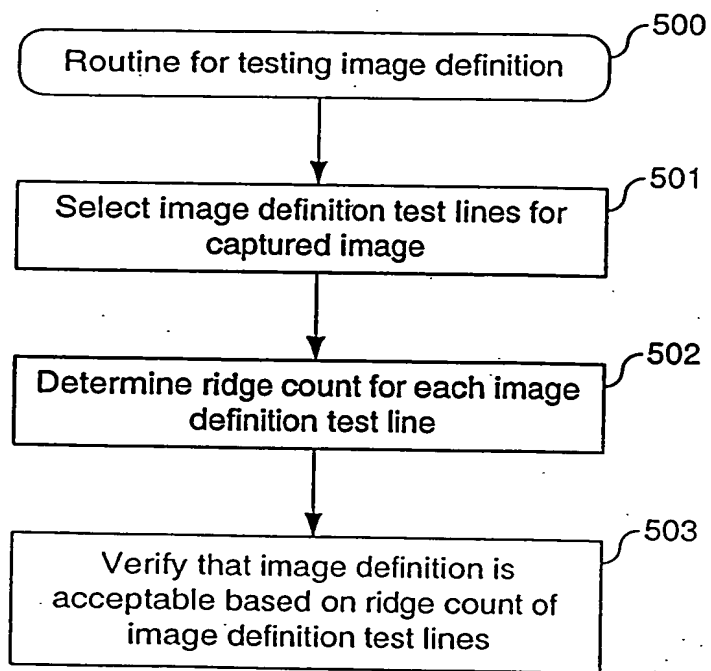 500
Routine for testing image definition
501
Select image definition test lines for
captured image
502
Determine ridge count for each image
definition test line
503
Verify that image definition is
acceptable based on ridge count of
image definition test lines